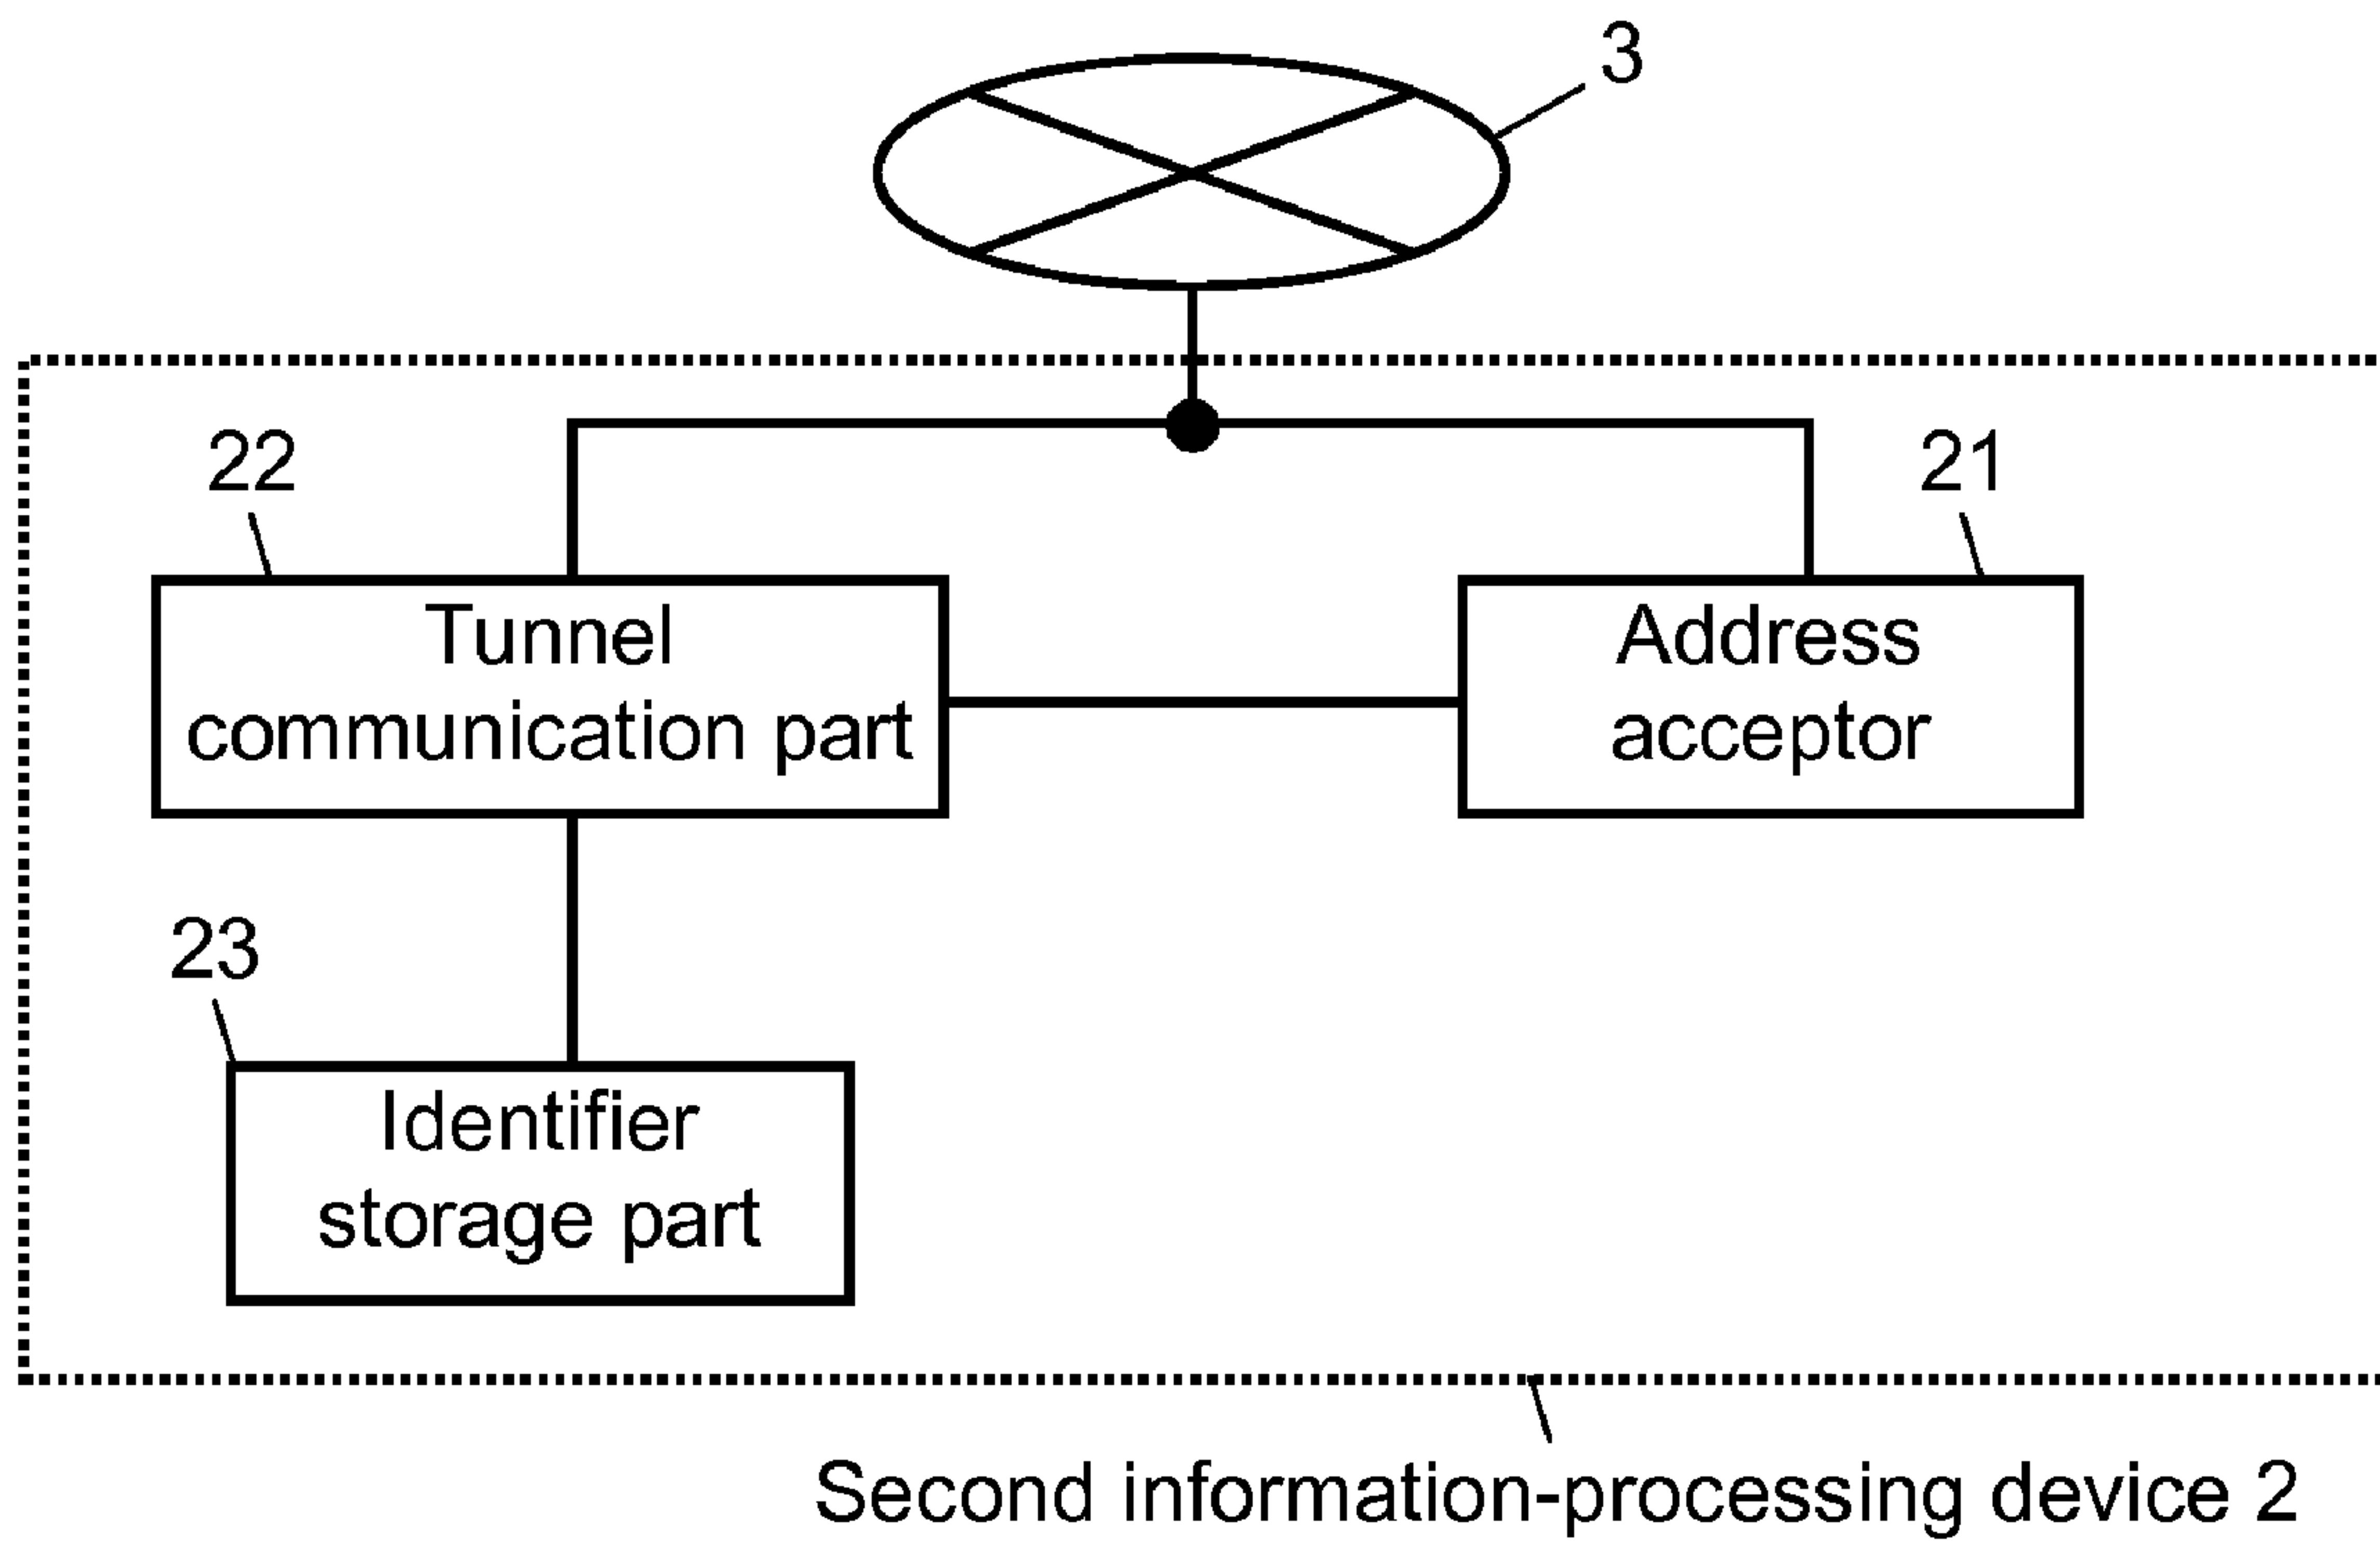 3
22
21
Tunnel
communication part
Address
acceptor
23
Identifier
storage part
Second information-processing device 2